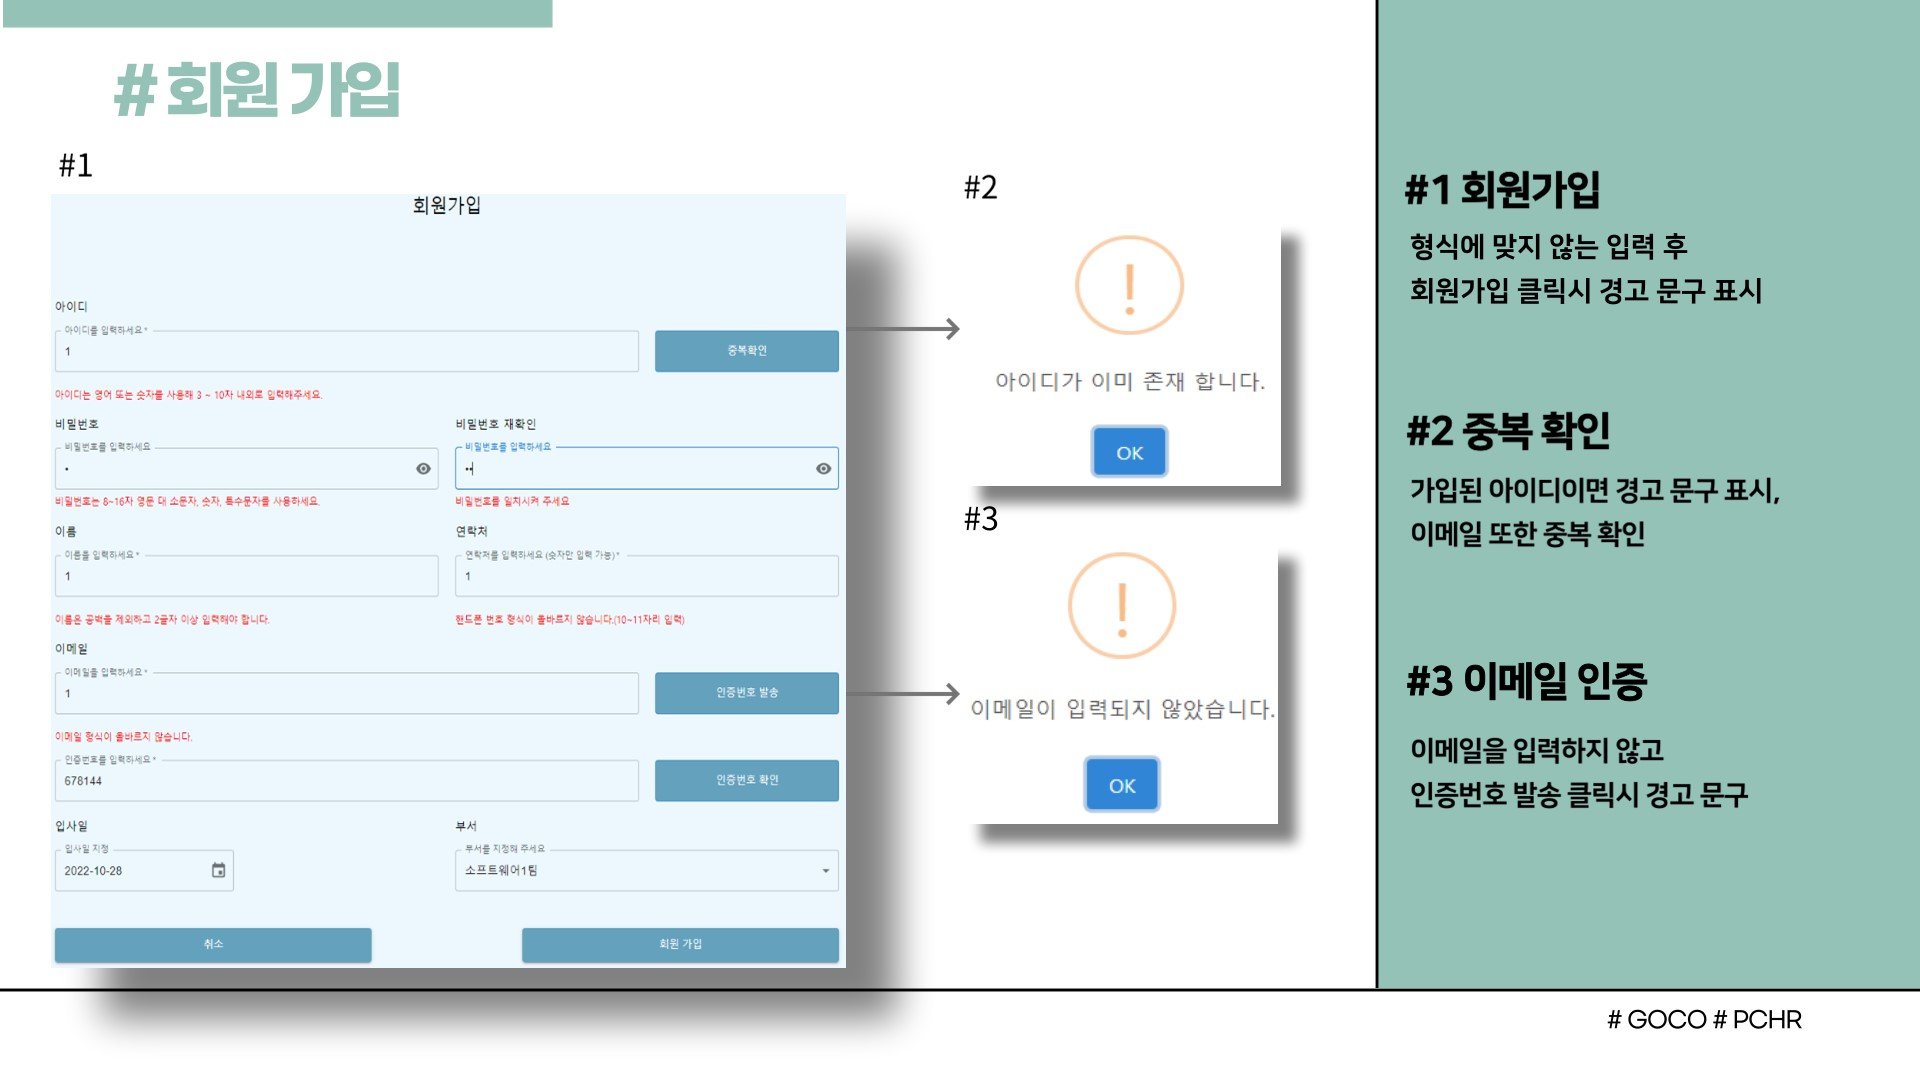 # 회원 가입
#1
회원가입
아이디
아이디를 입력하세요 *
1
중복확인
아이디는 영어 또는 숫자를 사용해 3 ~ 10자 내외로 입력해주세요.
비밀번호
비밀번호 재확인
비밀번호를 입력하세요
비밀번호를 입력하세요
비밀번호는 8~16자 영문 대 소문자, 숫자, 특수문자를 사용하세요.
비밀번호를 일치시켜 주세요
이름
연락처
이름을 입력하세요 *
연락처를 입력하세요 (숫자만 입력 가능) *
1
1
이름은 공백을 제외하고 2글자 이상 입력해야 합니다.
핸드폰 번호 형식이 올바르지 않습니다.(10~11자리 입력)
이메일
이메일을 입력하세요 *
1
인증번호 발송
이메일 형식이 올바르지 않습니다.
인증번호를 입력하세요 *
678144
인증번호 확인
입사일
부서
입사일 지정
부서를 지정해 주세요
2022-10-28
소프트웨어1팀
취소
회원 가입
#2
!
아이디가 이미 존재 합니다.
OK
#3
!
이메일이 입력되지 않았습니다.
OK
#1 회원가입
형식에 맞지 않는 입력 후
회원가입 클릭시 경고 문구 표시
#2 중복 확인
가입된 아이디이면 경고 문구 표시,
이메일 또한 중복 확인
#3 이메일 인증
이메일을 입력하지 않고
인증번호 발송 클릭시 경고 문구
# GOCO # PCHR